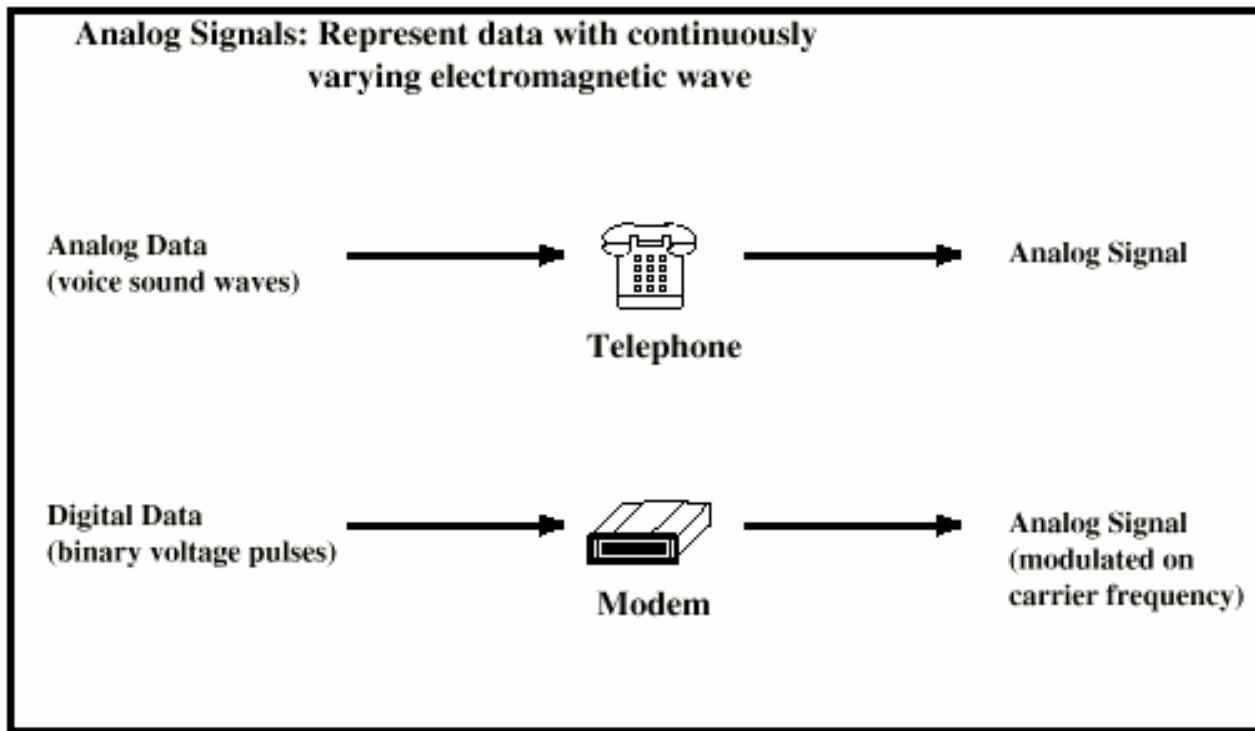 Analog Signals: Represent data with continuously
varying electromagnetic wave
Analog Data
(voice sound waves)
Telephone
Analog Signal
Digital Data
(binary voltage pulses)
Modem
Analog Signal
(modulated on
carrier frequency)